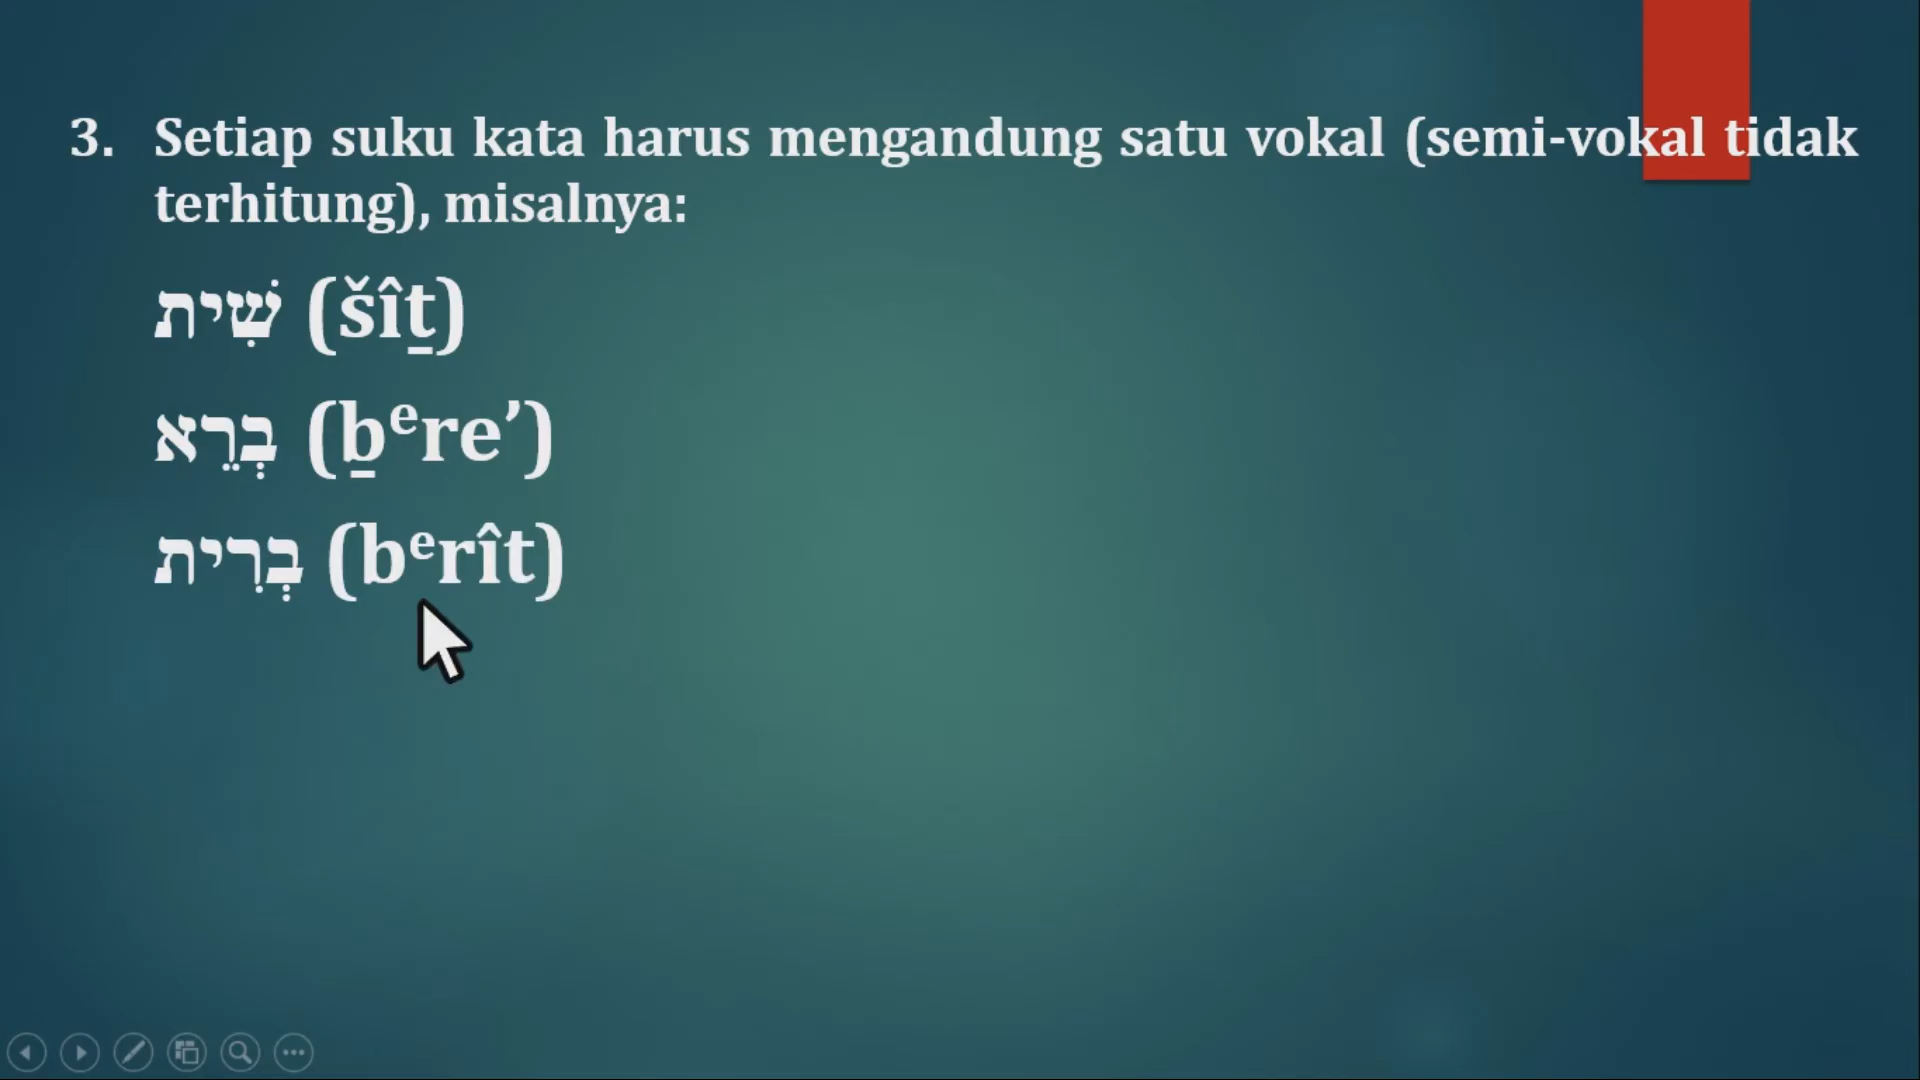 3. Setiap suku kata harus mengandung satu vokal (semi-vokal tidak
terhitung), misalnya:
שִׁית (šîṯ)
בְרֵא (ḇᵉre’)
בְרִית (bᵉrît)